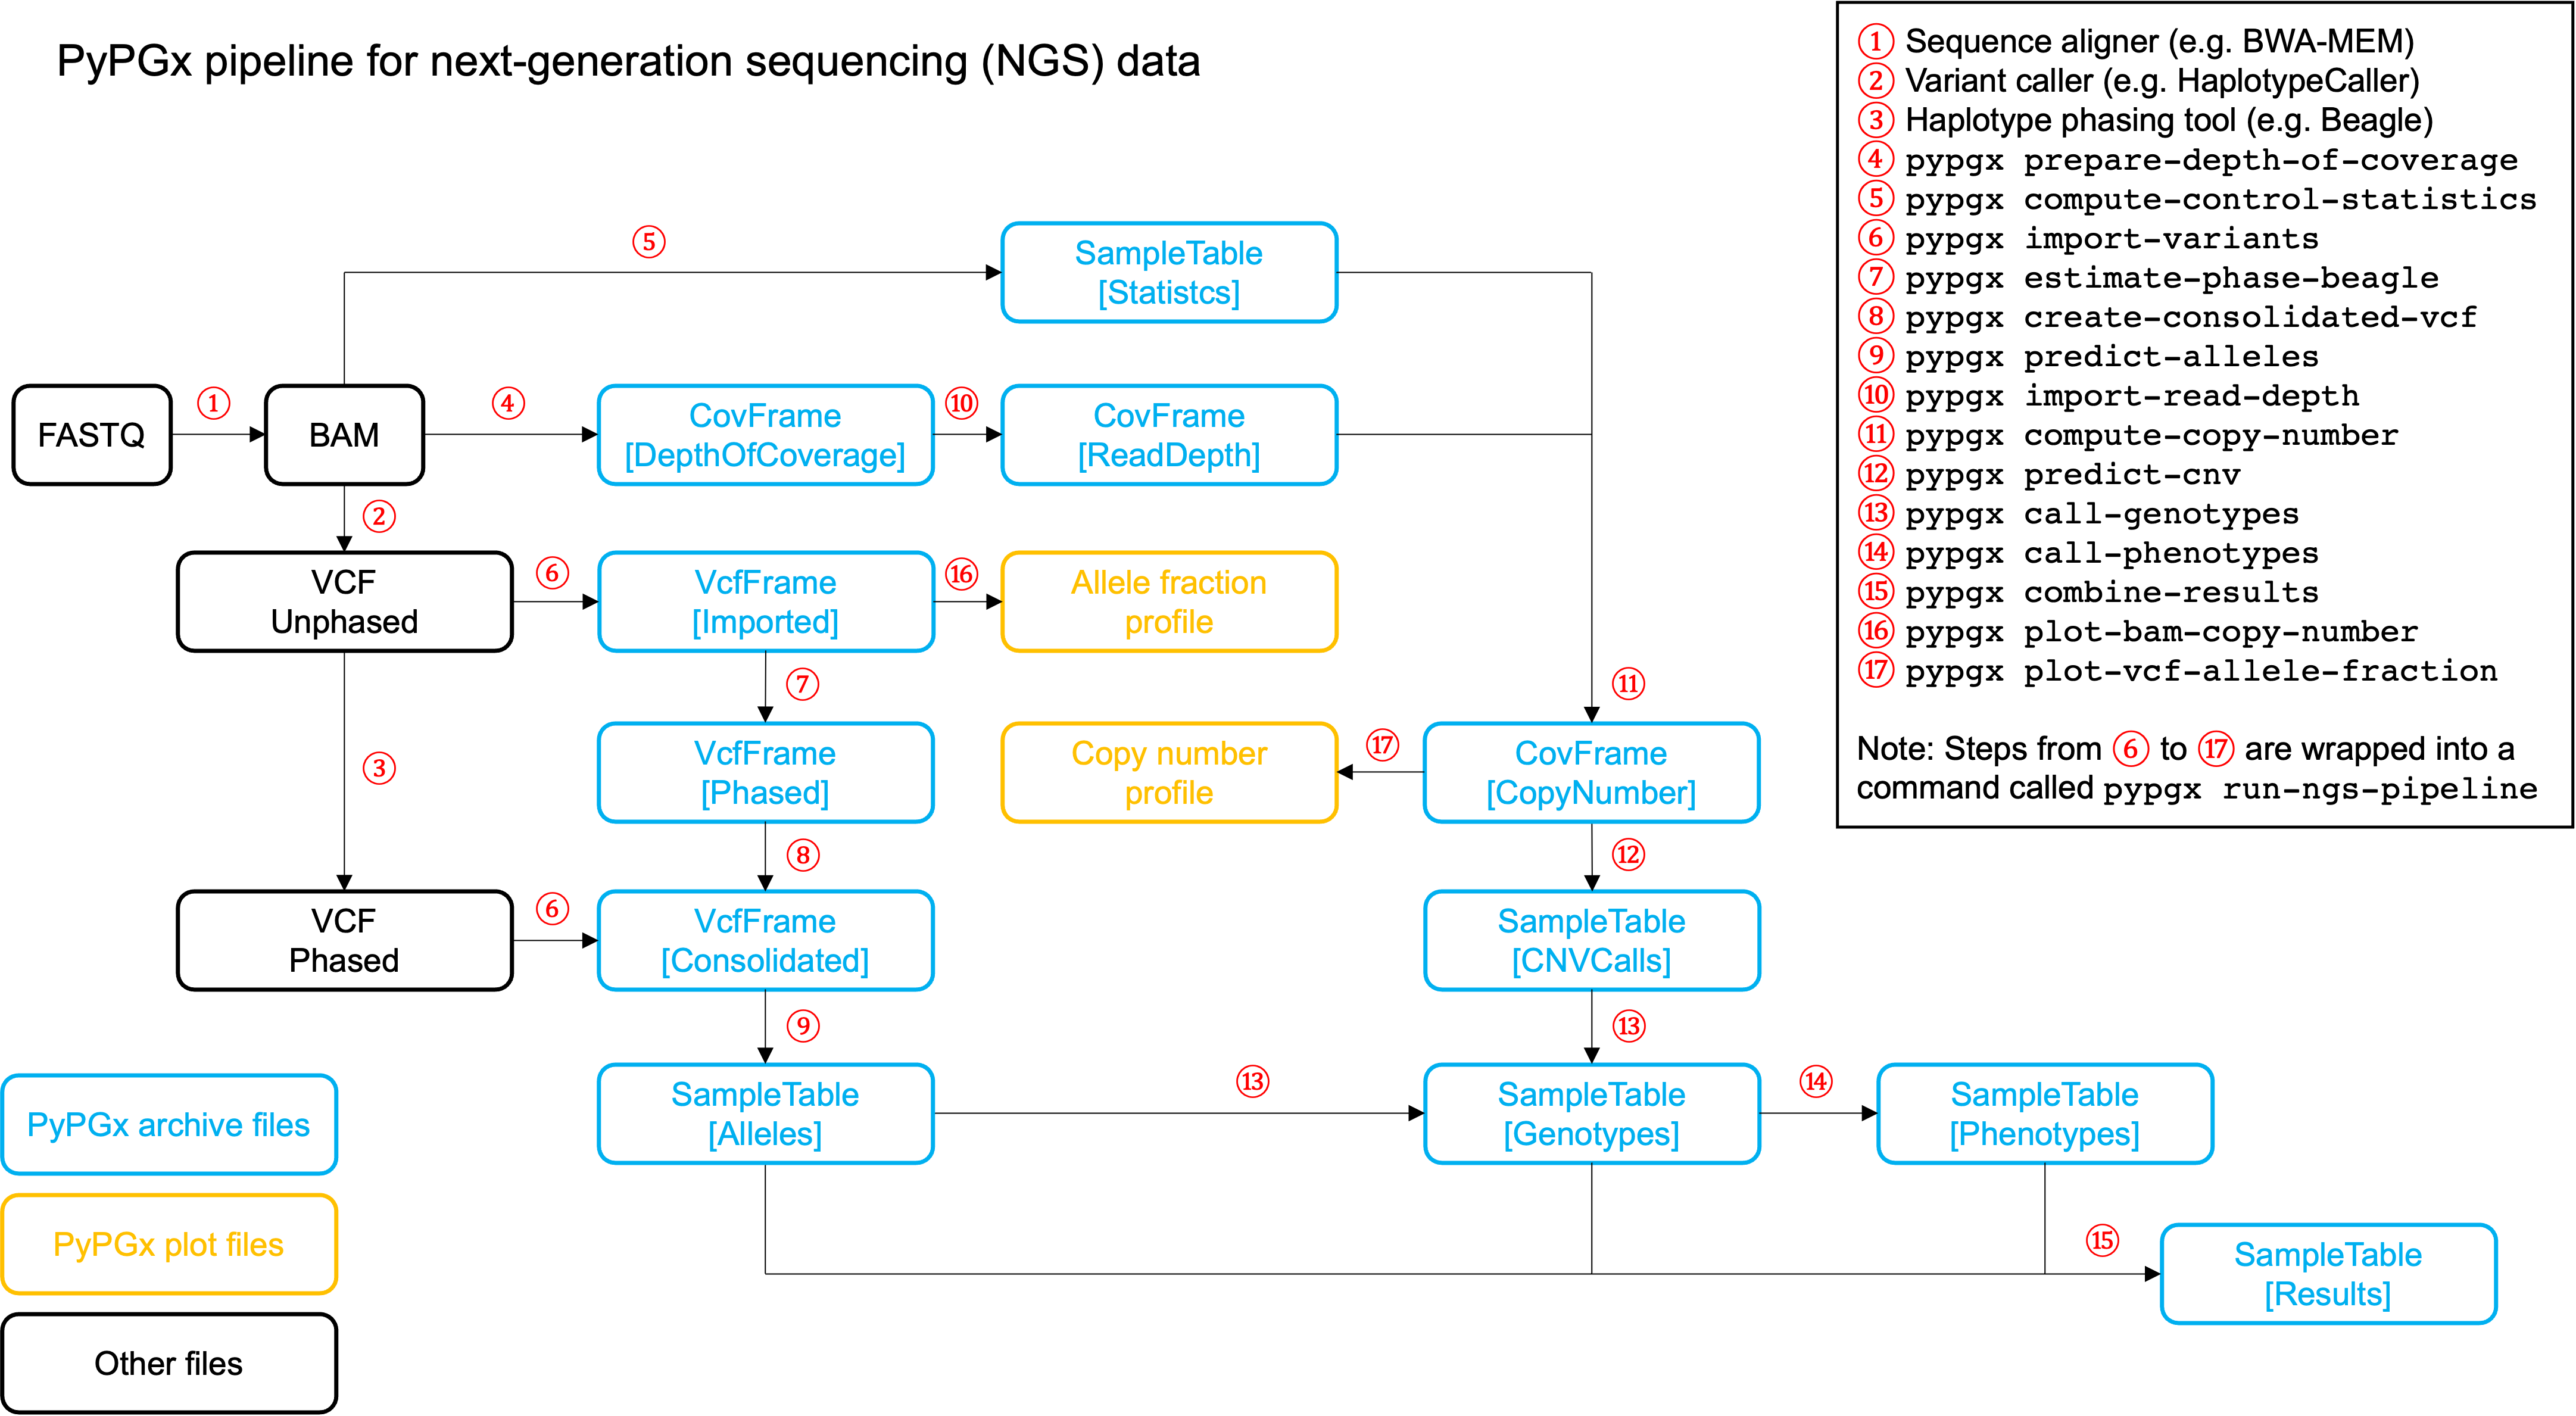 PyPGx pipeline for next-generation sequencing (NGS) data
① Sequence aligner (e.g. BWA-MEM)
② Variant caller (e.g. HaplotypeCaller)
③ Haplotype phasing tool (e.g. Beagle)
④ pypgx prepare-depth-of-coverage
⑤ pypgx compute-control-statistics
⑥ pypgx import-variants
⑦ pypgx estimate-phase-beagle
⑧ pypgx create-consolidated-vcf
⑨ pypgx predict-alleles
⑩ pypgx import-read-depth
⑪ pypgx compute-copy-number
⑫ pypgx predict-cnv
⑬ pypgx call-genotypes
⑭ pypgx call-phenotypes
⑮ pypgx combine-results
⑯ pypgx plot-bam-copy-number
⑰ pypgx plot-vcf-allele-fraction
Note: Steps from ⑥ to ⑰ are wrapped into a
command called pypgx run-ngs-pipeline
⑤
SampleTable
[Statistcs]
FASTQ
①
BAM
④
CovFrame
[DepthOfCoverage]
⑩
CovFrame
[ReadDepth]
②
VCF
Unphased
⑥
VcfFrame
[Imported]
⑯
Allele fraction
profile
⑦
⑪
③
VcfFrame
[Phased]
Copy number
profile
⑰
CovFrame
[CopyNumber]
⑧
⑫
VCF
Phased
⑥
VcfFrame
[Consolidated]
SampleTable
[CNVCalls]
⑨
⑬
SampleTable
[Alleles]
⑬
SampleTable
[Genotypes]
⑭
SampleTable
[Phenotypes]
⑮
SampleTable
[Results]
PyPGx archive files
PyPGx plot files
Other files